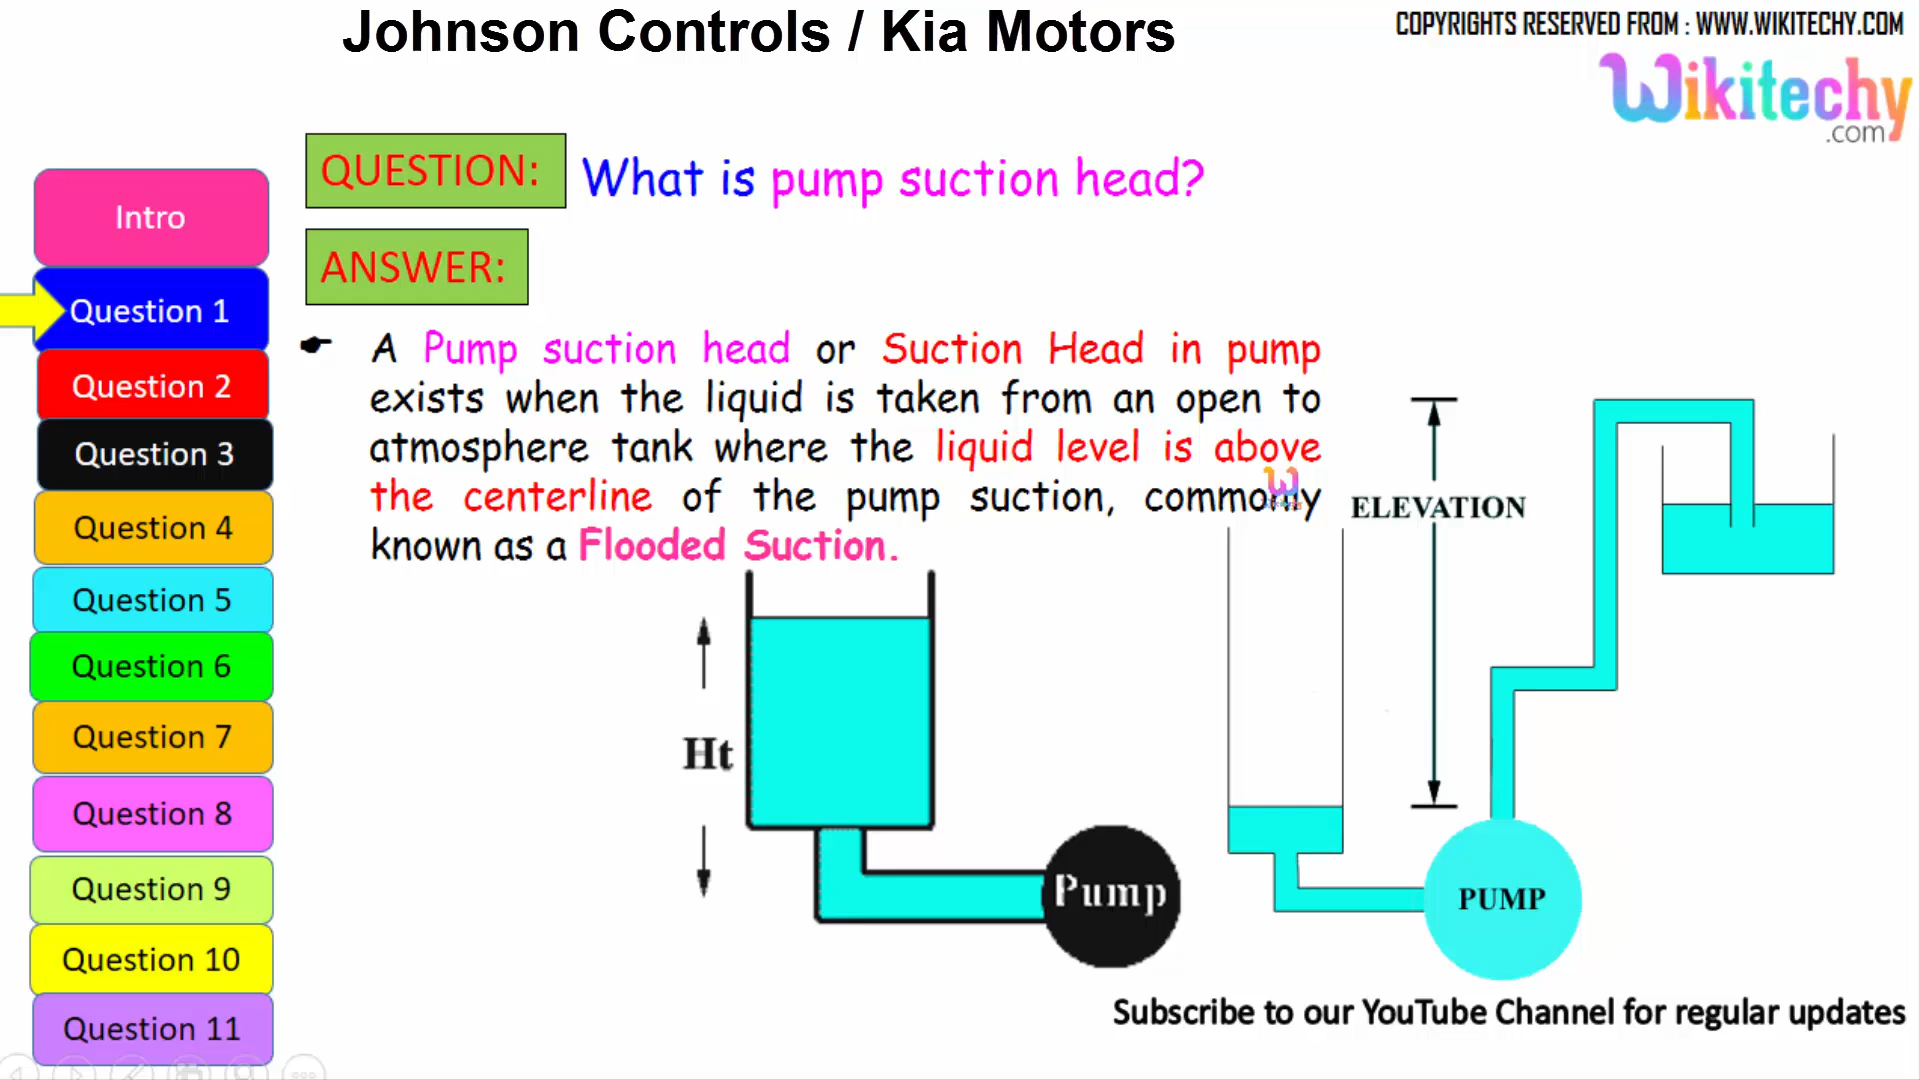 Johnson Controls / Kia Motors
COPYRIGHTS RESERVED FROM : WWW.WIKITECHY.COM
Wikitechy
.com
QUESTION: What is pump suction head?
ANSWER:
Intro
Question 1
Question 2
Question 3
Question 4
Question 5
Question 6
Question 7
Question 8
Question 9
Question 10
Question 11
A Pump suction head or Suction Head in pump
exists when the liquid is taken from an open to
atmosphere tank where the liquid level is above
the centerline of the pump suction, commonly
known as a Flooded Suction.
Ht
Pump
ELEVATION
PUMP
Subscribe to our YouTube Channel for regular updates